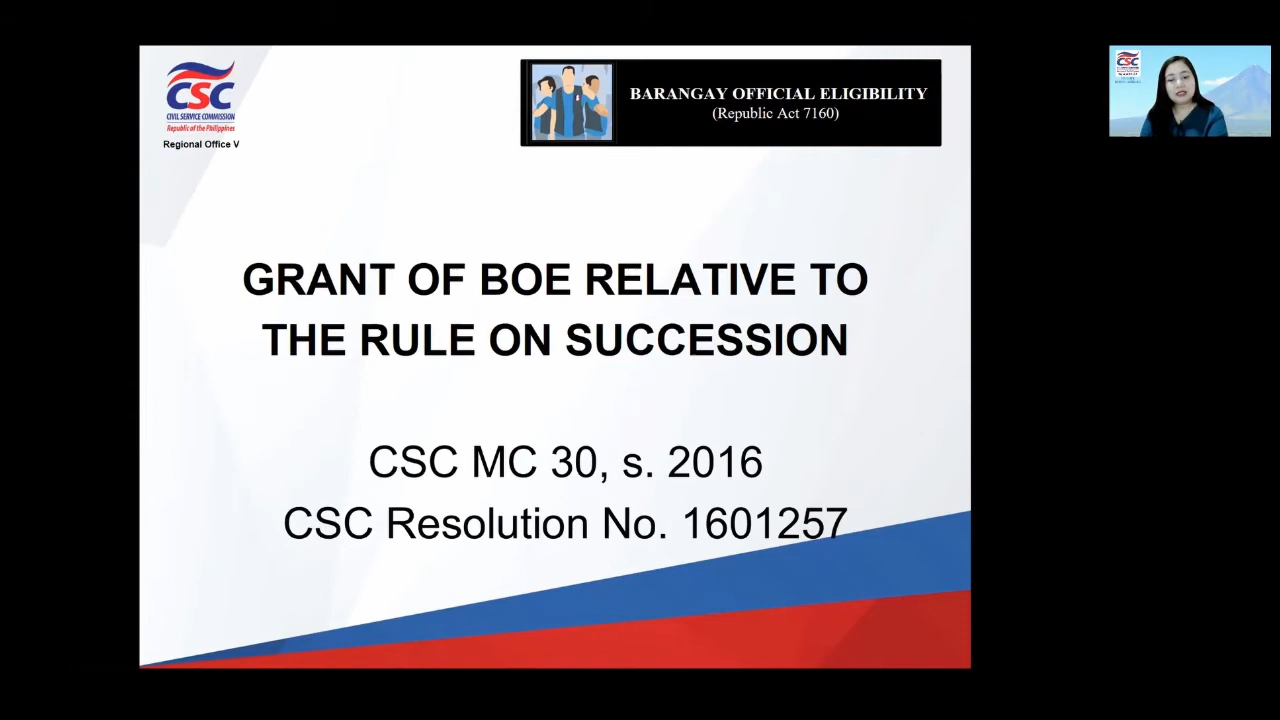 CSC
CIVIL SERVICE COMMISSION
Republic of the Philippines
Regional Office V
BARANGAY OFFICIAL ELIGIBILITY
(Republic Act 7160)
GRANT OF BOE RELATIVE TO
THE RULE ON SUCCESSION
CSC MC 30, s. 2016
CSC Resolution No. 1601257
CSC